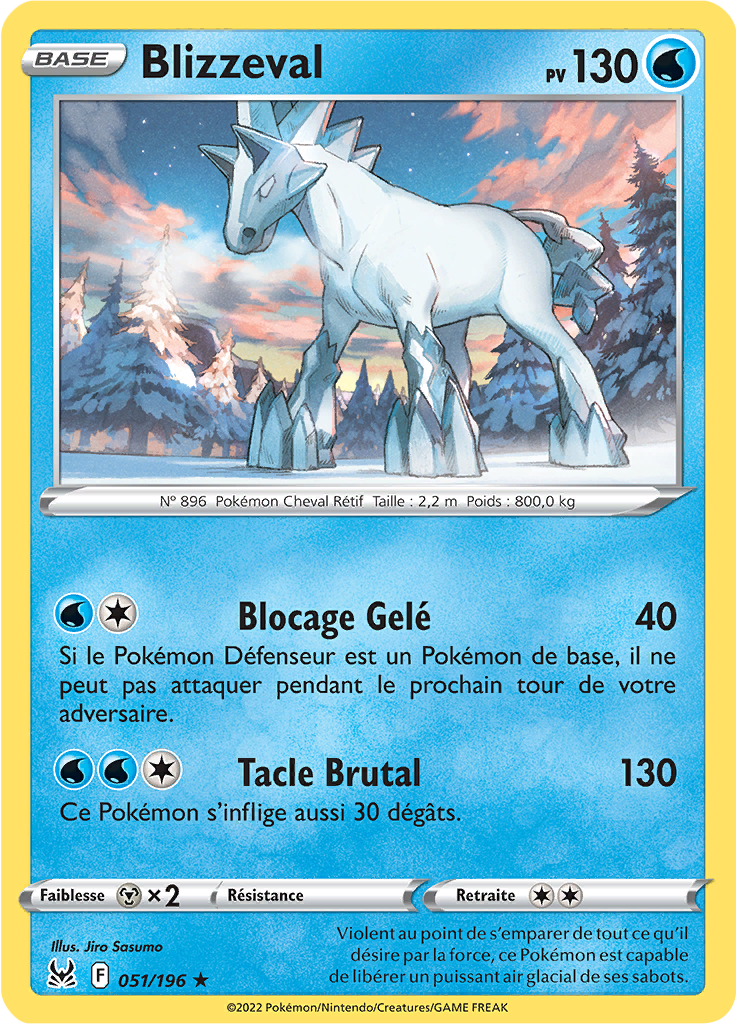 BASE
Blizzeval
PV 130
N° 896 Pokémon Cheval Rétif Taille : 2,2 m Poids : 800,0 kg
Blocage Gelé 40
Si le Pokémon Défenseur est un Pokémon de base, il ne
peut pas attaquer pendant le prochain tour de votre
adversaire.
Tacle Brutal 130
Ce Pokémon s'inflige aussi 30 dégâts.
Faiblesse ×2 Résistance Retraite
Illus. Jiro Sasumo
Violent au point de s'emparer de tout ce qu'il
désire par la force, ce Pokémon est capable
de libérer un puissant air glacial de ses sabots.
F 051/196 ★
©2022 Pokémon/Nintendo/Creatures/GAME FREAK